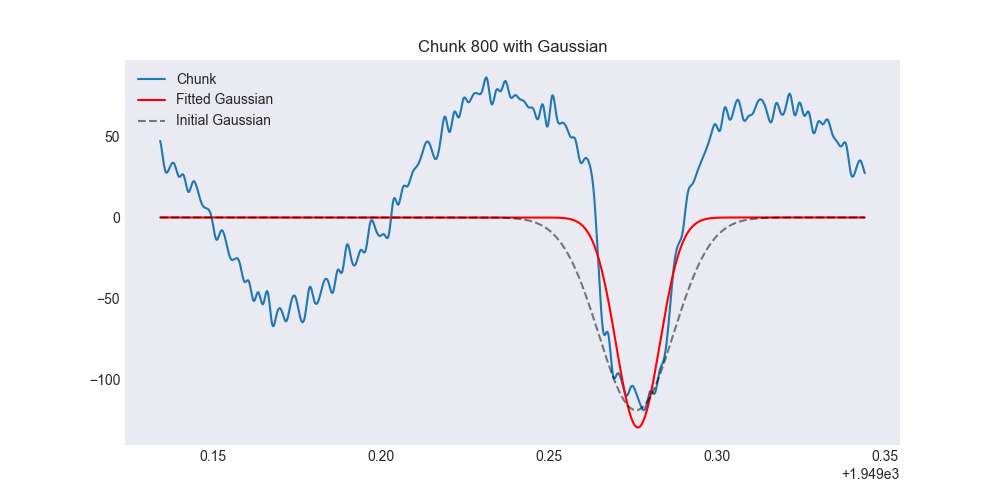 Chunk 800 with Gaussian
Chunk
Fitted Gaussian
Initial Gaussian
50
0
−50
−100
0.15 0.20 0.25 0.30 0.35
+1.949e3